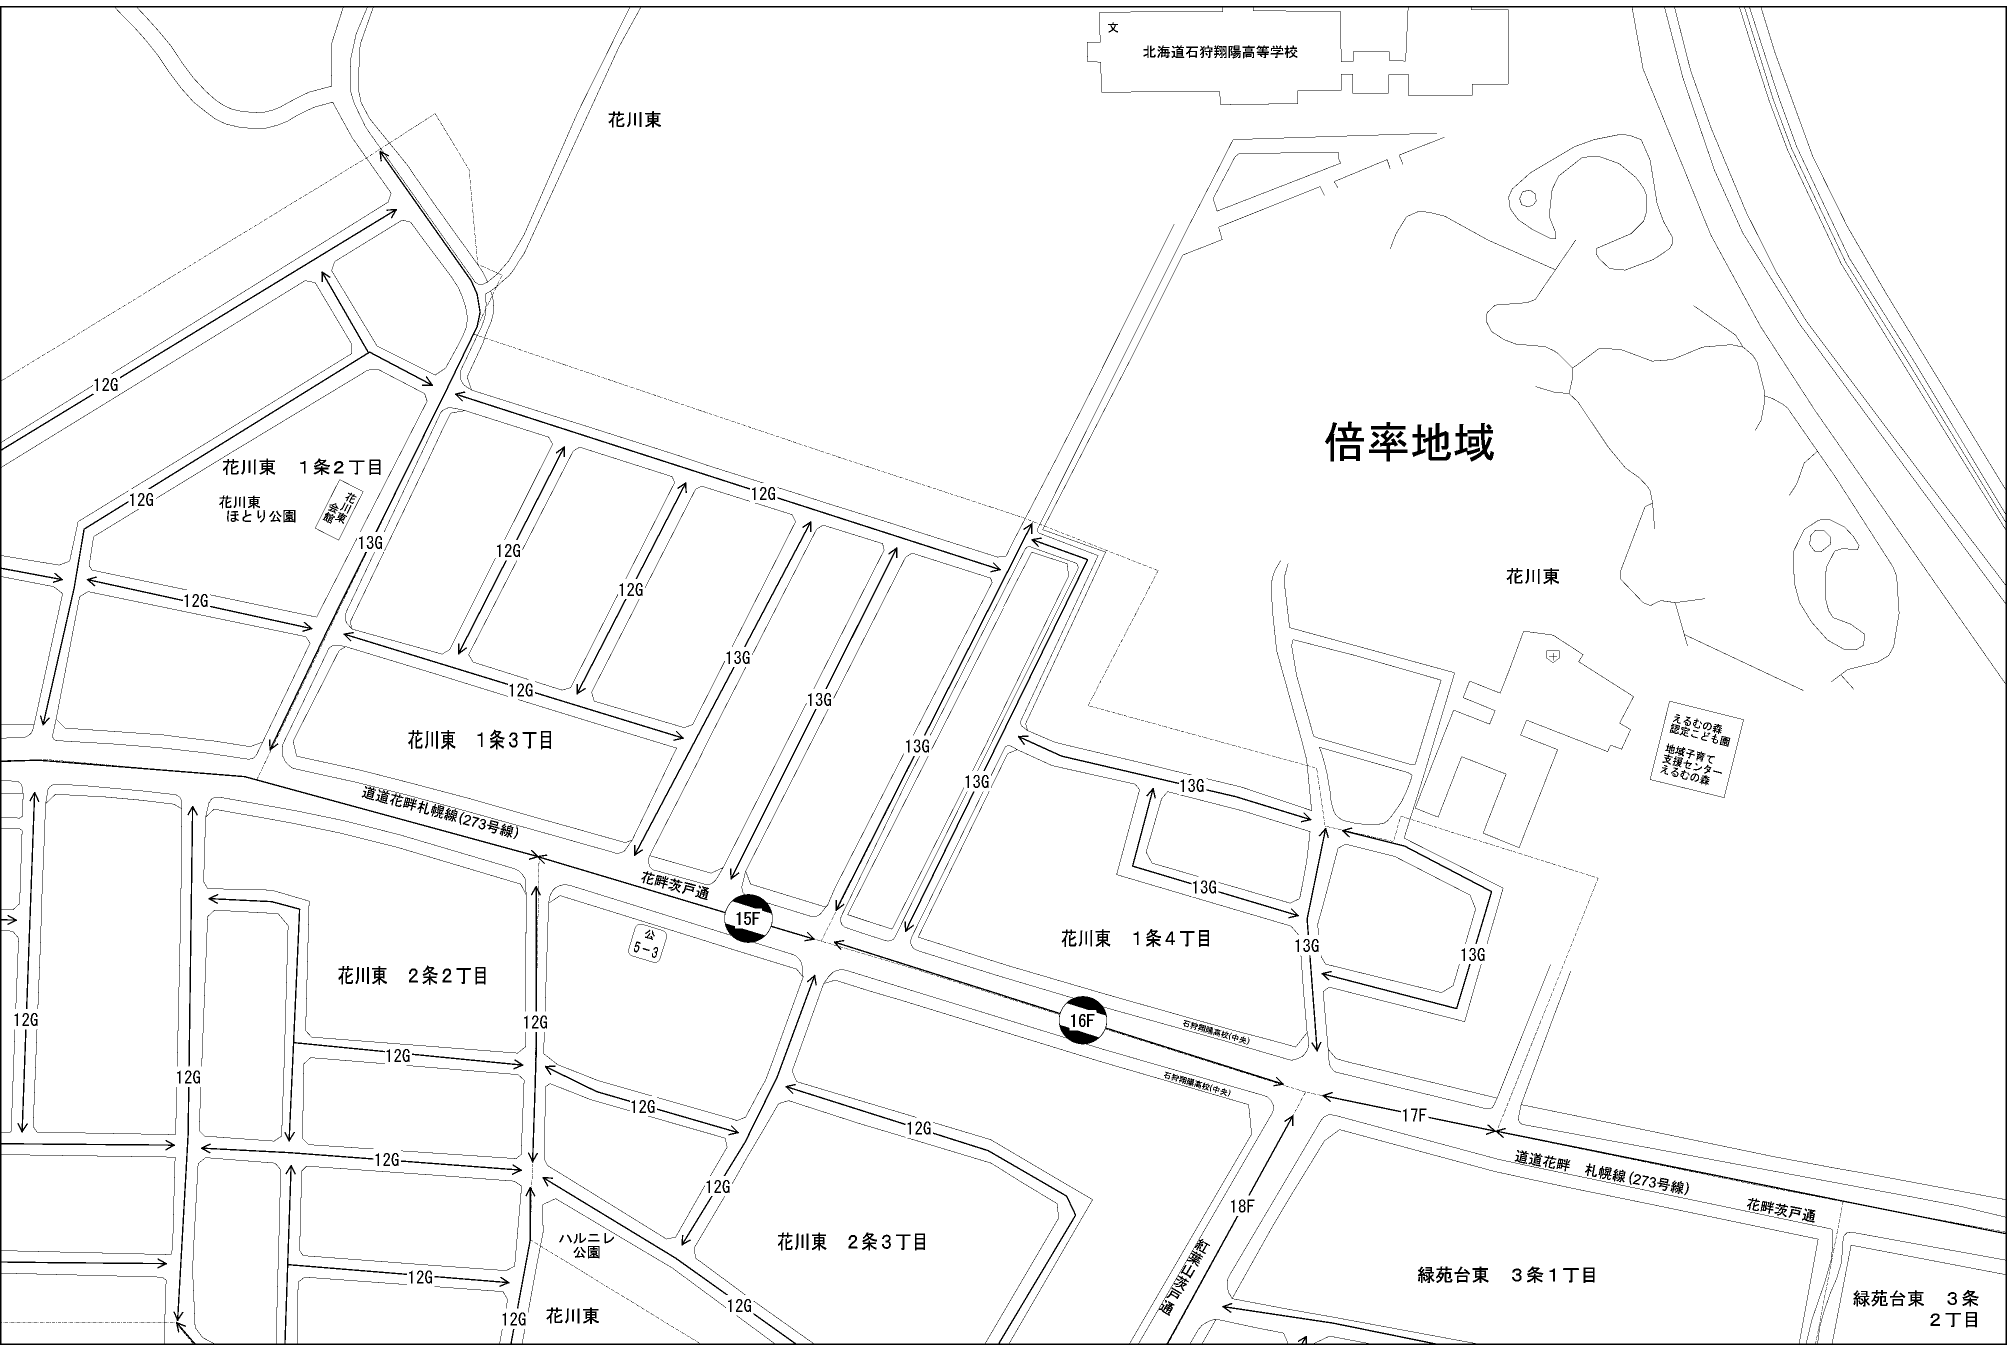 文
北海道石狩翔陽高等学校
花川東
12G
倍率地域
花川東　１条２丁目
花川東
ほとり公園
花川東
会館
12G
12G
13G
12G
12G
花川東
12G
12G
13G
12G
13G
えるむの森
認定こども園
地域子育て
支援センター
えるむの森
花川東　１条３丁目
13G
13G
13G
道道花畔札幌線(273号線)
花畔茨戸通
13G
15F
公
5－3
花川東　１条４丁目
13G
13G
花川東　２条２丁目
12G
12G
16F
石狩翔陽高校(中央)
12G
12G
石狩翔陽高校(中央)
12G
17F
12G
12G
道道花畔　札幌線(273号線)
12G
18F
花畔茨戸通
ハルニレ
公園
花川東　２条３丁目
紅葉山茨戸通
緑苑台東　３条１丁目
12G
緑苑台東　３条
２丁目
12G
12G
花川東